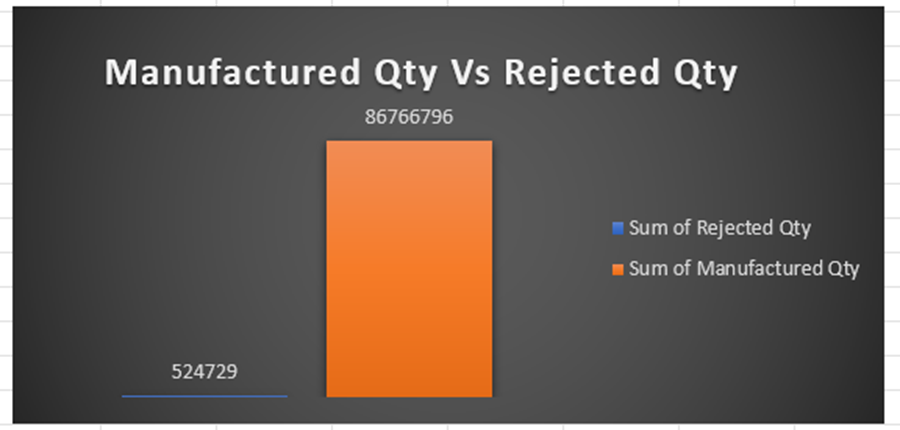 Manufactured Qty Vs Rejected Qty
86766796
524729
Sum of Rejected Qty
Sum of Manufactured Qty